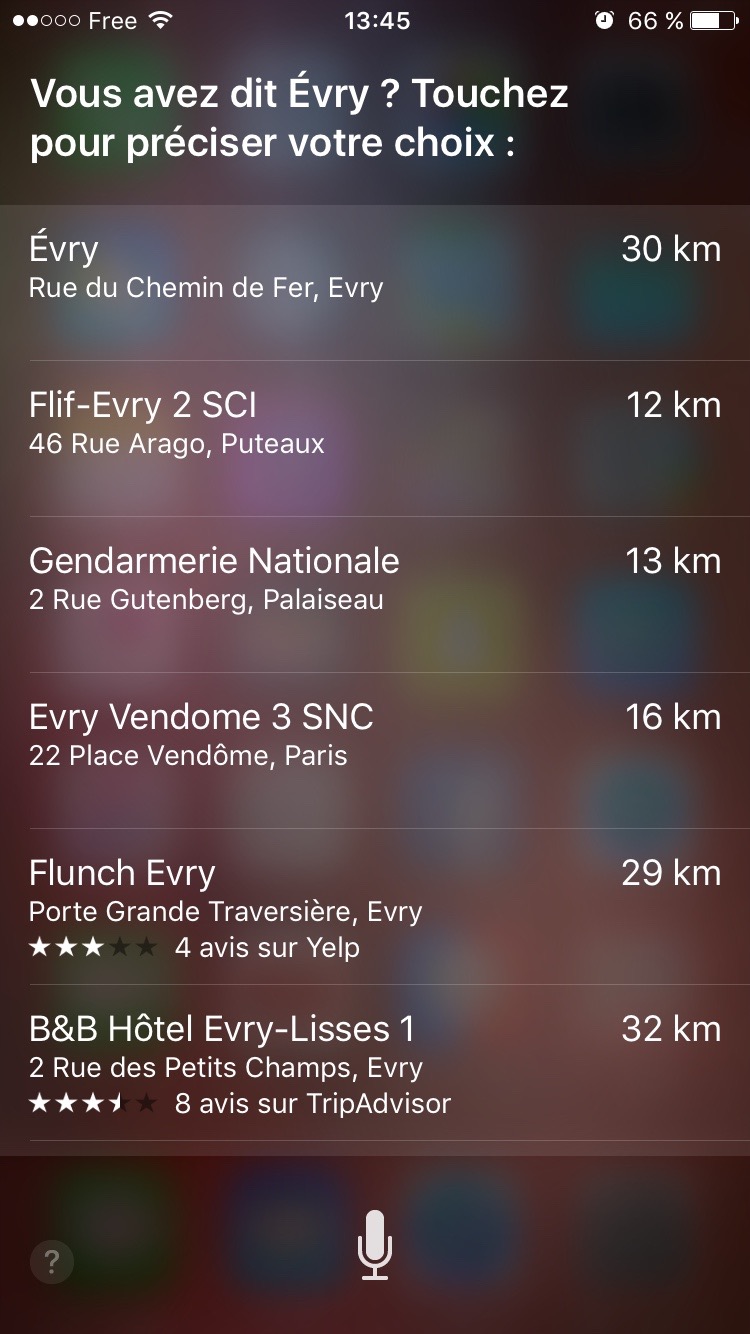 Free 13:45 66 %
Vous avez dit Évry ? Touchez
pour préciser votre choix :
Évry 30 km
Rue du Chemin de Fer, Evry
Flif-Evry 2 SCI 12 km
46 Rue Arago, Puteaux
Gendarmerie Nationale 13 km
2 Rue Gutenberg, Palaiseau
Evry Vendome 3 SNC 16 km
22 Place Vendôme, Paris
Flunch Evry 29 km
Porte Grande Traversière, Evry
4 avis sur Yelp
B&B Hôtel Evry-Lisses 1 32 km
2 Rue des Petits Champs, Evry
8 avis sur TripAdvisor
?